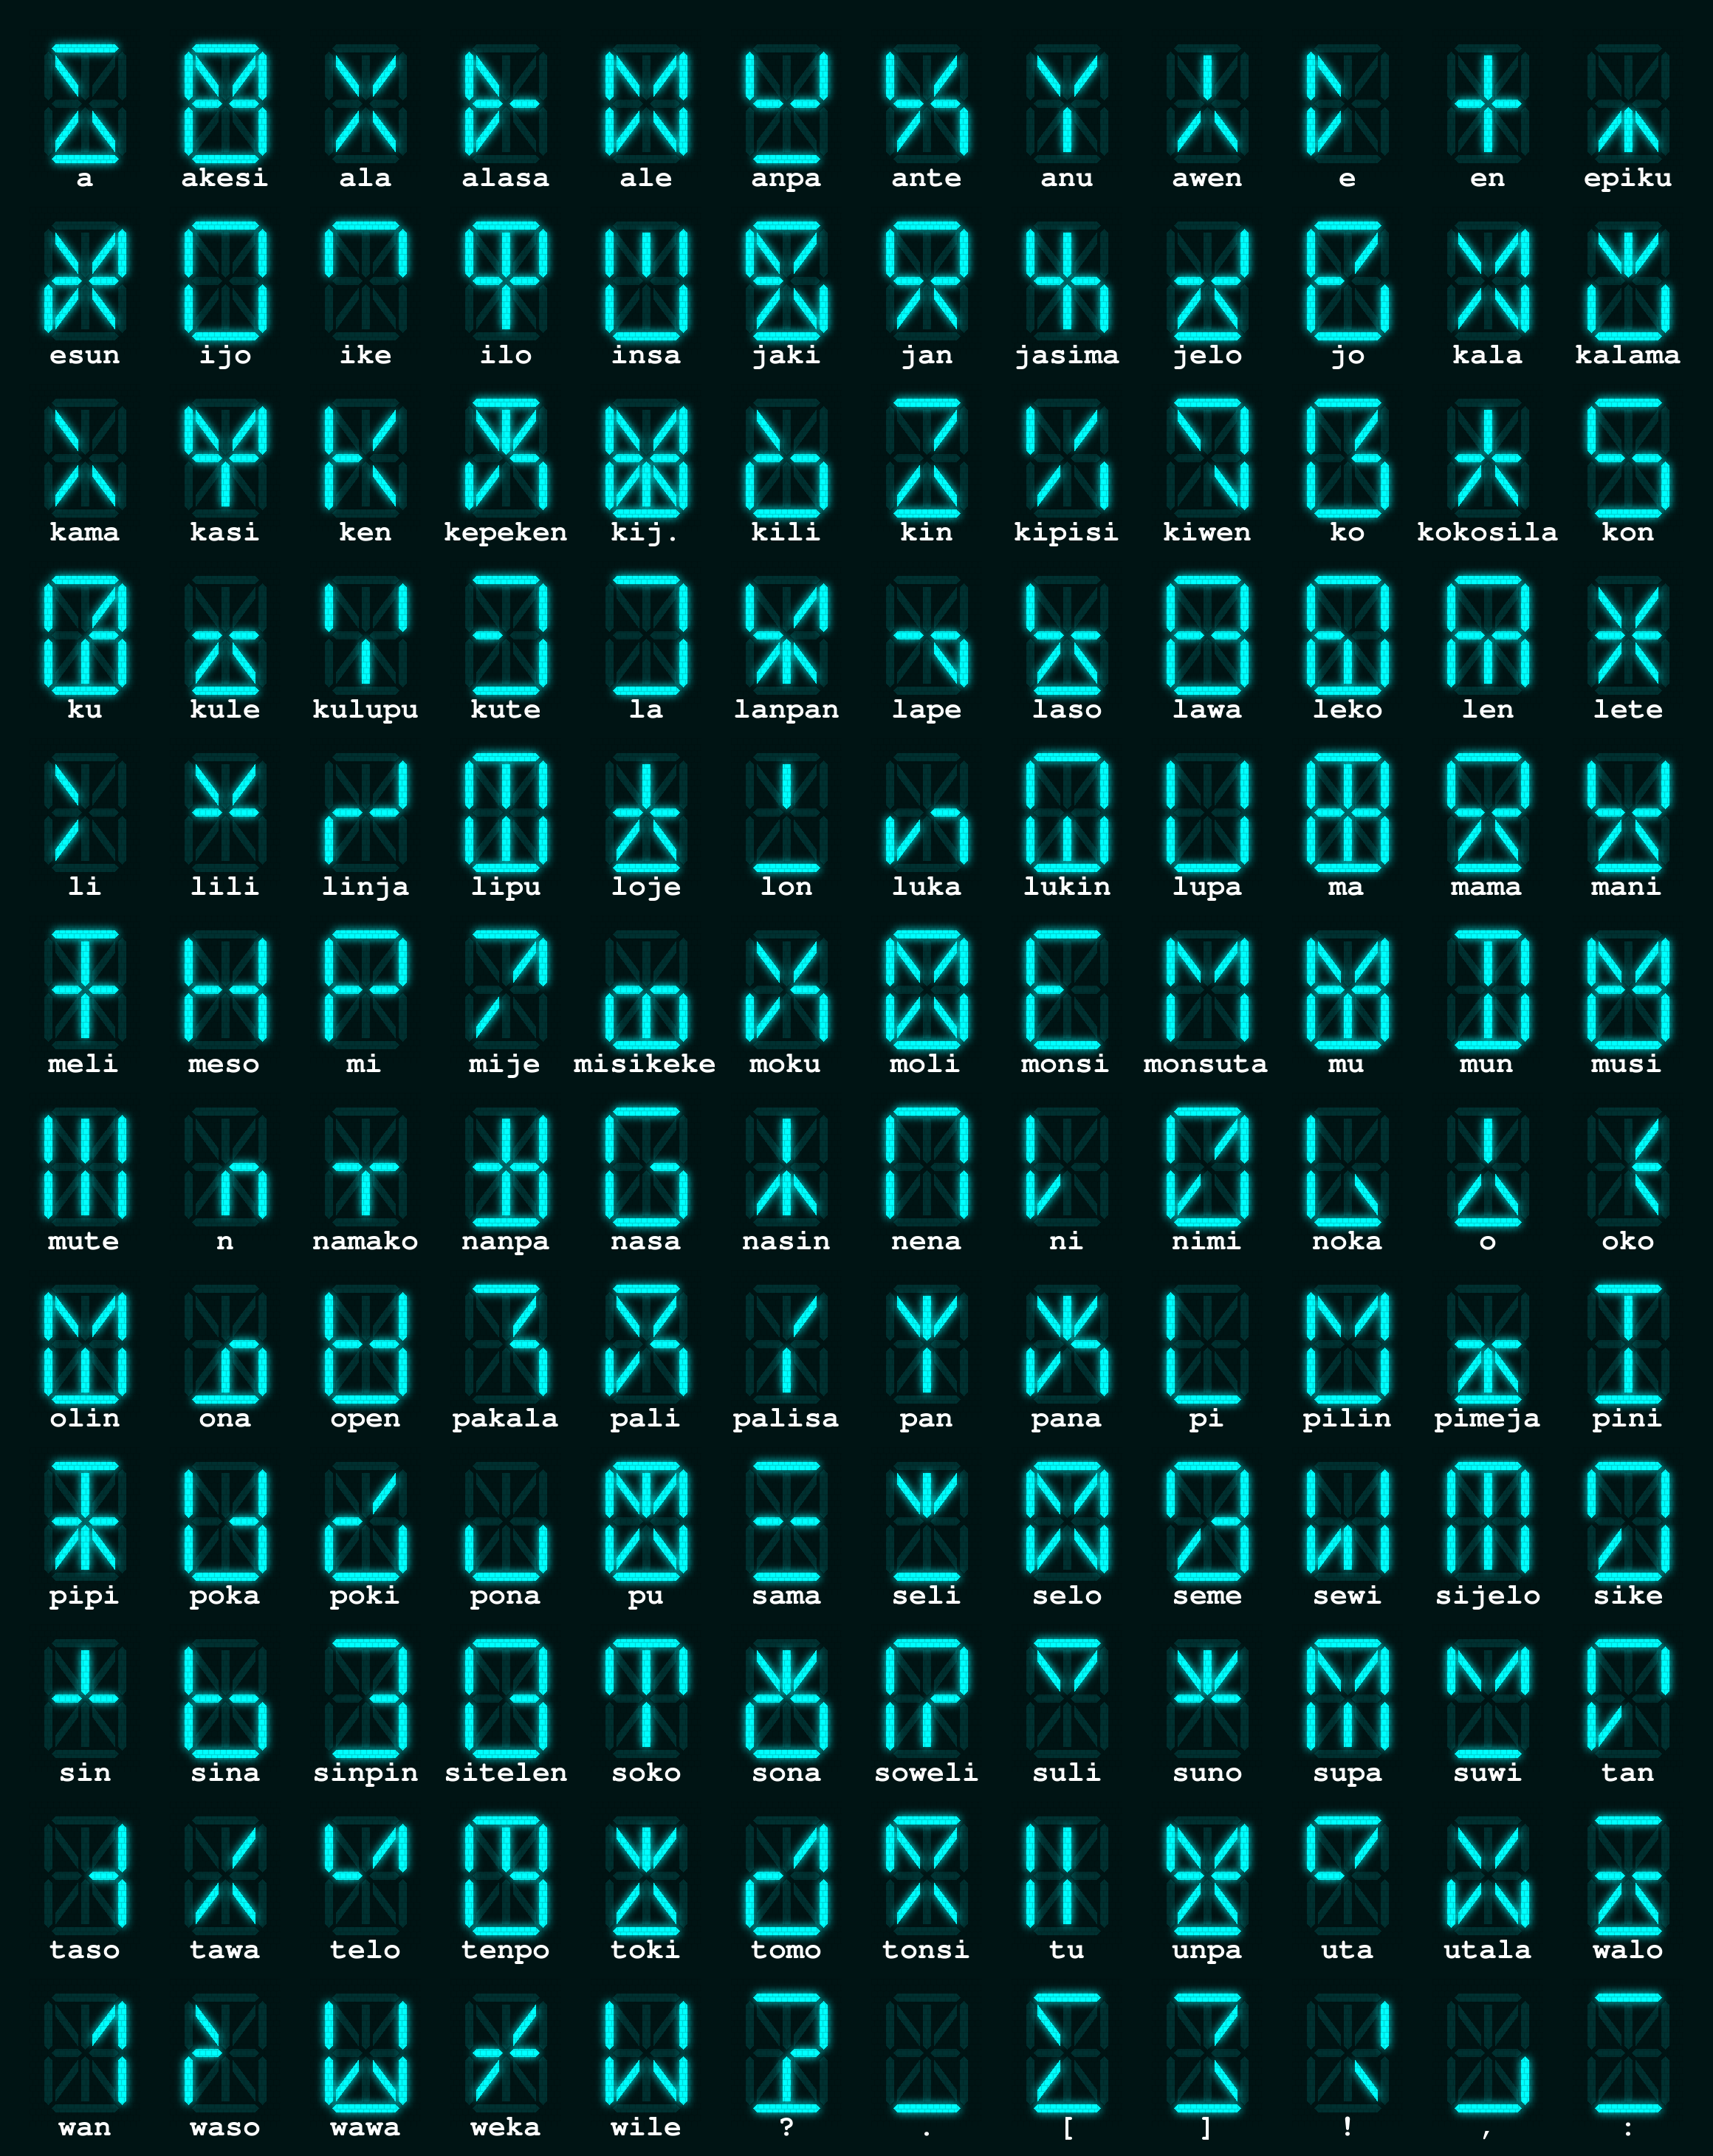 a akesi ala alasa ale anpa ante anu awen e en epiku
esun ijo ike ilo insa jaki jan jasima jelo jo kala kalama
kama kasi ken kepeken kij. kili kin kipisi kiwen ko kokosila kon
ku kule kulupu kute la lanpan lape laso lawa leko len lete
li lili linja lipu loje lon luka lukin lupa ma mama mani
meli meso mi mije misikeke moku moli monsi monsuta mu mun musi
mute n namako nanpa nasa nasin nena ni nimi noka o oko
olin ona open pakala pali palisa pan pana pi pilin pimeja pini
pipi poka poki pona pu sama seli selo seme sewi sijelo sike
sin sina sinpin sitelen soko sona soweli suli suno supa suwi tan
taso tawa telo tenpo toki tomo tonsi tu unpa uta utala walo
wan waso wawa weka wile ? . [ ] ! , :